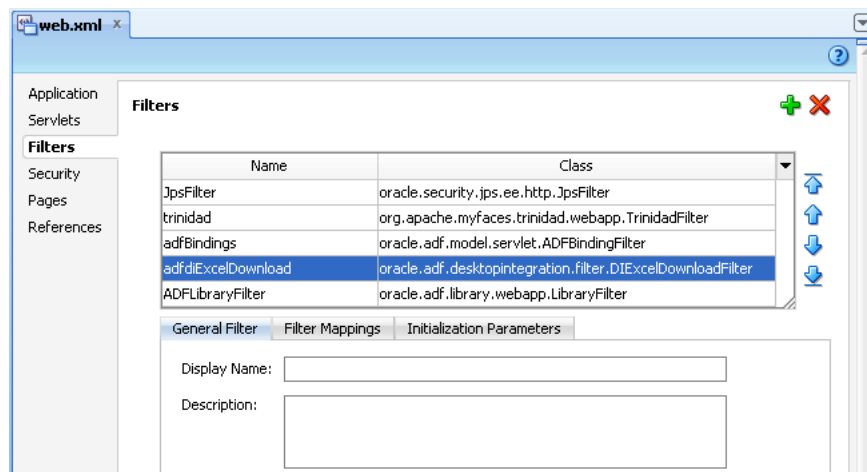 web.xml
Application
Servlets
Filters
Security
Pages
References
Filters
Name Class
JpsFilter oracle.security.jps.ee.http.JpsFilter
trinidad org.apache.myfaces.trinidad.webapp.TrinidadFilter
adfBindings oracle.adf.model.servlet.ADFBindingFilter
adfdiExcelDownload oracle.adf.desktopintegration.filter.DIExcelDownloadFilter
ADFLibraryFilter oracle.adf.library.webapp.LibraryFilter
General Filter Filter Mappings Initialization Parameters
Display Name:
Description: